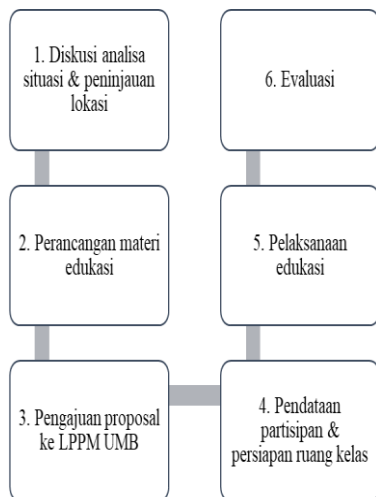 1. Diskusi analisa
situasi & peninjauan
lokasi
2. Perancangan materi
edukasi
3. Pengajuan proposal
ke LPPM UMB
4. Pendataan
partisipan &
persiapan ruang kelas
5. Pelaksanaan
edukasi
6. Evaluasi